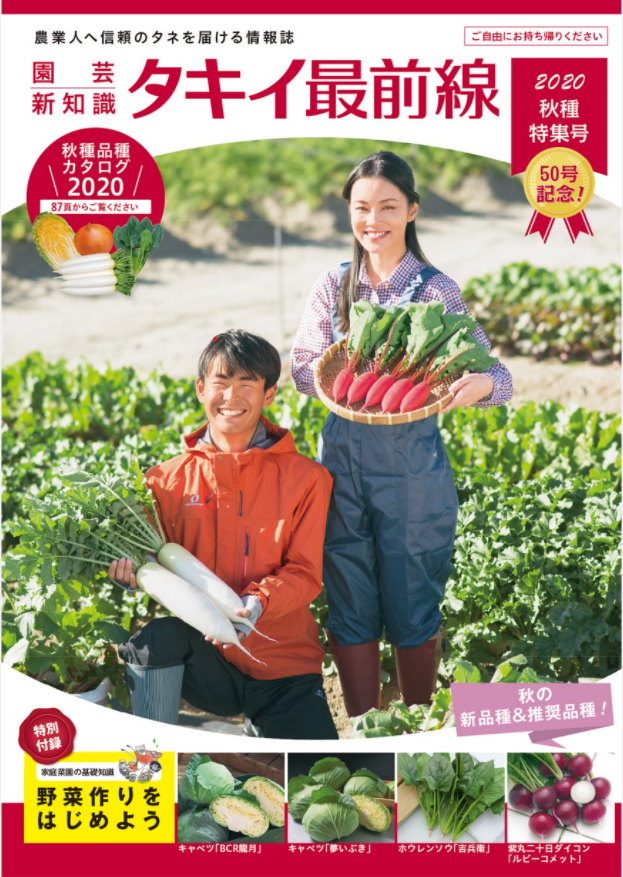 農業人へ信頼のタネを届ける情報誌
ご自由にお持ち帰りください
園芸
新知識
タキイ最前線
2020
秋種
特集号
50号
記念!
秋種品種
カタログ
2020
87頁からご覧ください
秋の
新品種&推奨品種!
特別
付録
家庭菜園の基礎知識
野菜作りを
はじめよう
キャベツ「BCR龍月」
キャベツ「夢いぶき」
ホウレンソウ「吉兵衛」
紫丸二十日ダイコン
「ルビーコメット」